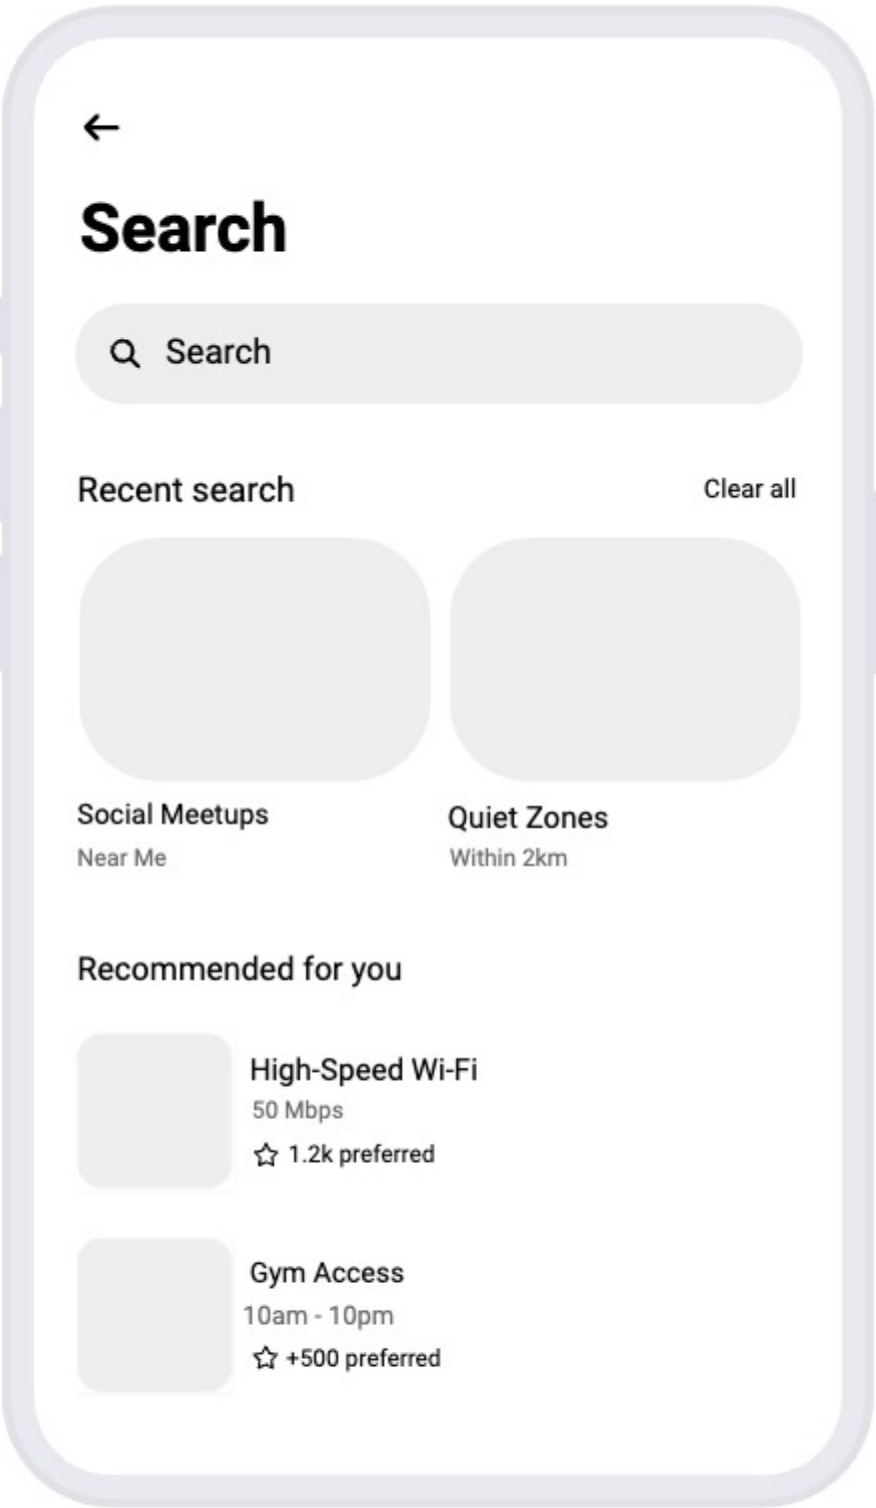 Search
Search
Recent search
Clear all
Social Meetups
Near Me
Quiet Zones
Within 2km
Recommended for you
High-Speed Wi-Fi
50 Mbps
1.2k preferred
Gym Access
10am - 10pm
+500 preferred